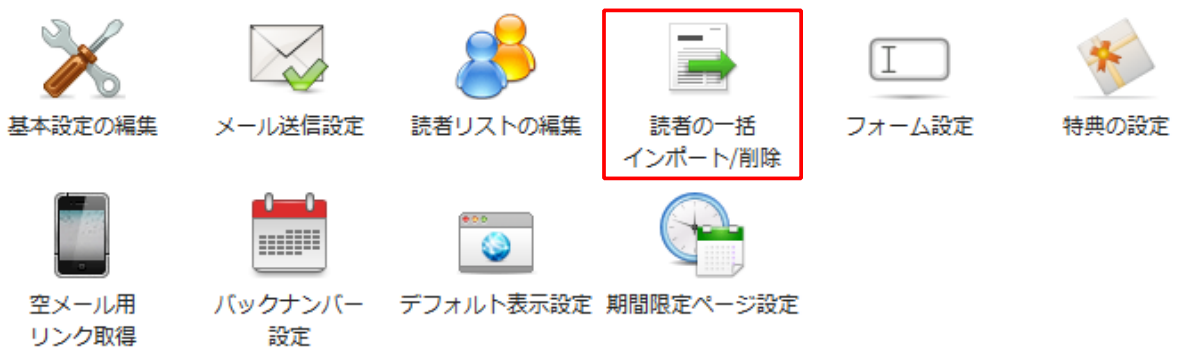 基本設定の編集
メール送信設定
読者リストの編集
読者の一括
インポート/削除
フォーム設定
特典の設定
空メール用
リンク取得
バックナンバー
設定
デフォルト表示設定
期間限定ページ設定